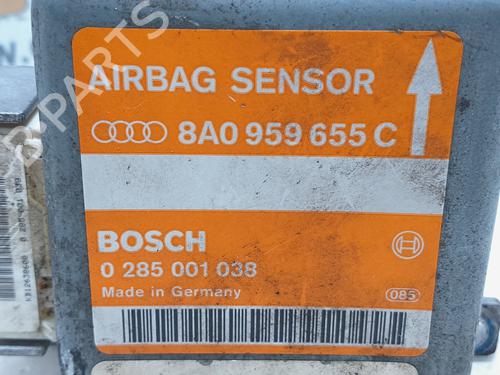 AIRBAG SENSOR
8A0 959 655 C
BOSCH
0 285 001 038
Made in Germany
085
B-PARTS